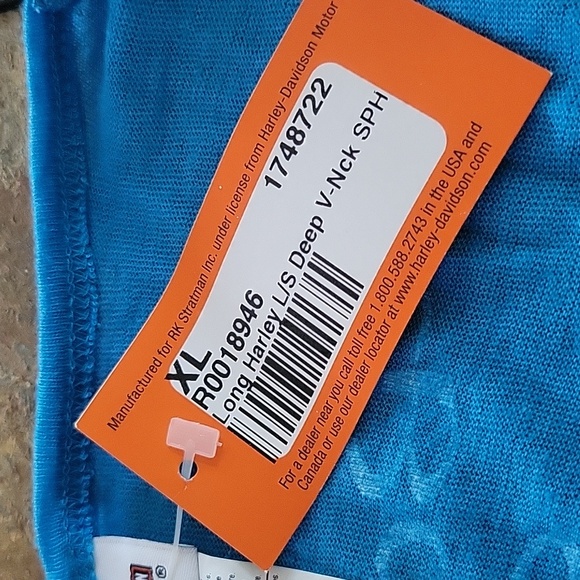 Manufactured for RK Stratman Inc. under license from Harley-Davidson Motor
XL 1748722
R0018946
Long Harley L/S Deep V-Nck SPH
For a dealer near you call toll free 1.800.588.2743 in the USA and
Canada or use our dealer locator at www.harley-davidson.com
N®